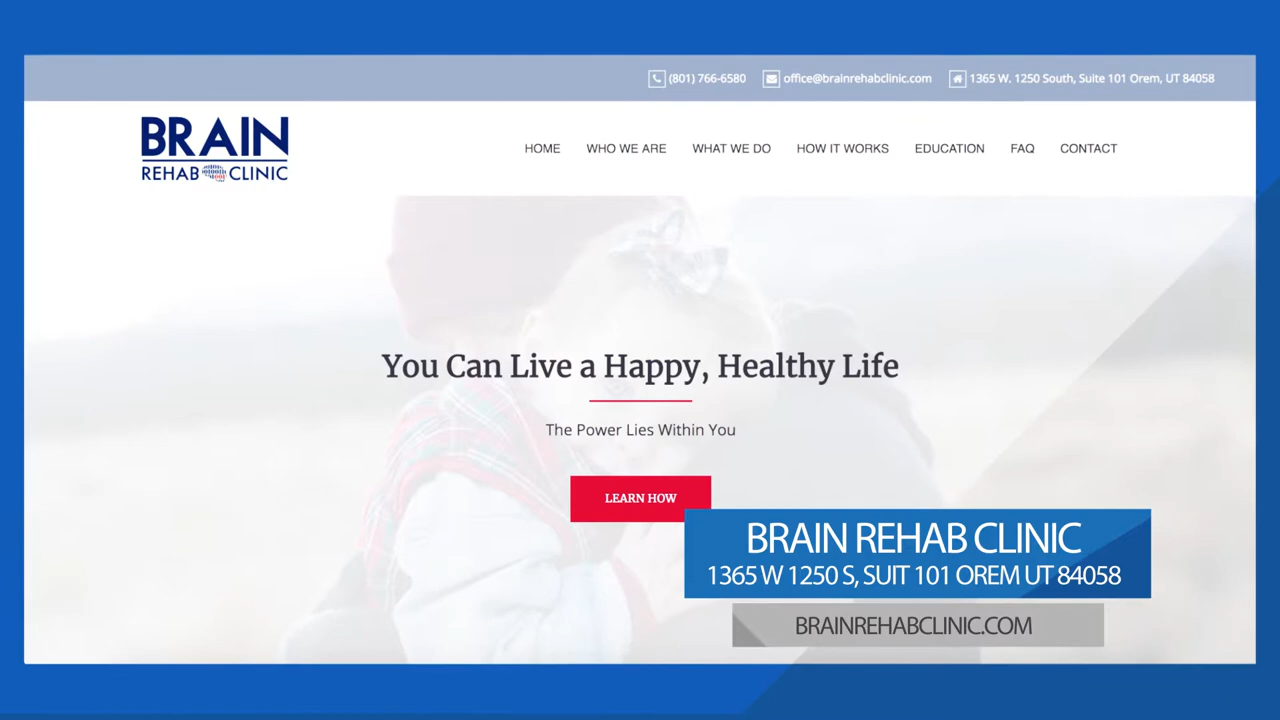 (801) 766-6580 office@brainrehabclinic.com 1365 W. 1250 South, Suite 101 Orem, UT 84058
BRAIN
REHAB CLINIC
HOME WHO WE ARE WHAT WE DO HOW IT WORKS EDUCATION FAQ CONTACT
You Can Live a Happy, Healthy Life
The Power Lies Within You
LEARN HOW
BRAIN REHAB CLINIC
1365 W 1250 S, SUIT 101 OREM UT 84058
BRAINREHABCLINIC.COM